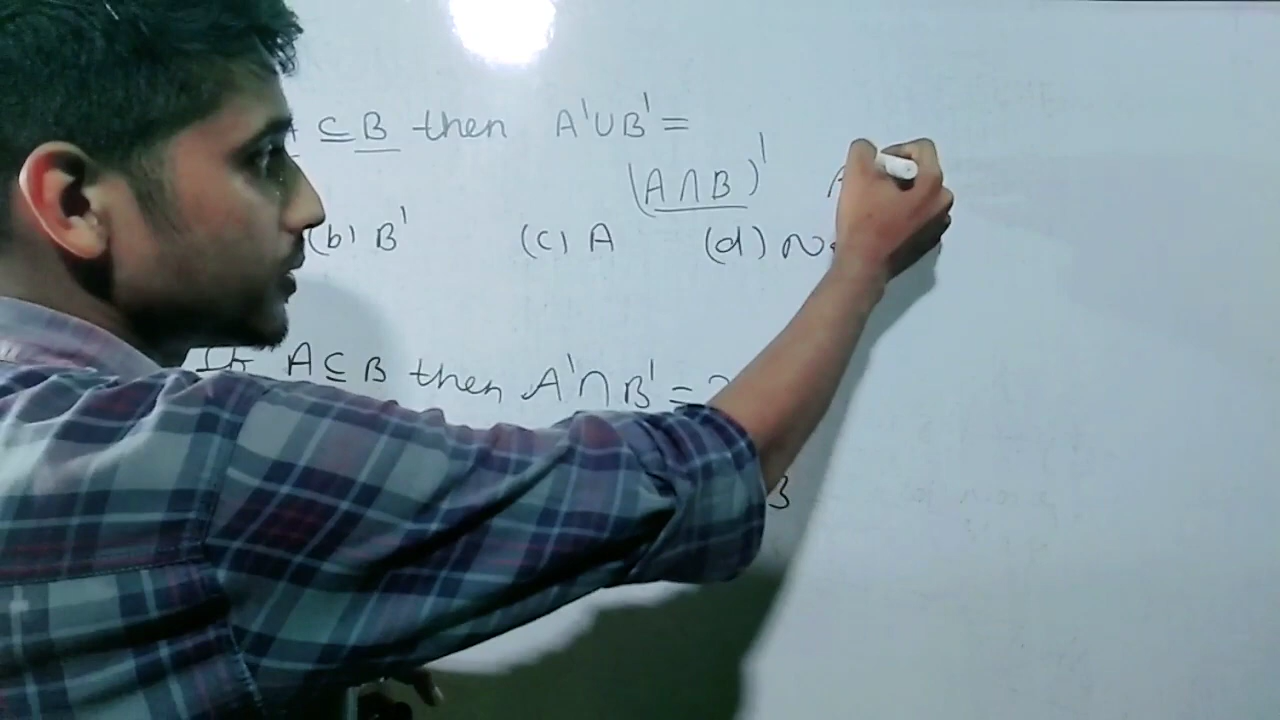 ⊆ B then A'∪B' =
(A∩B)'
(b) B' (c) A (d)
If A⊆B then A'∩B' = ?
B